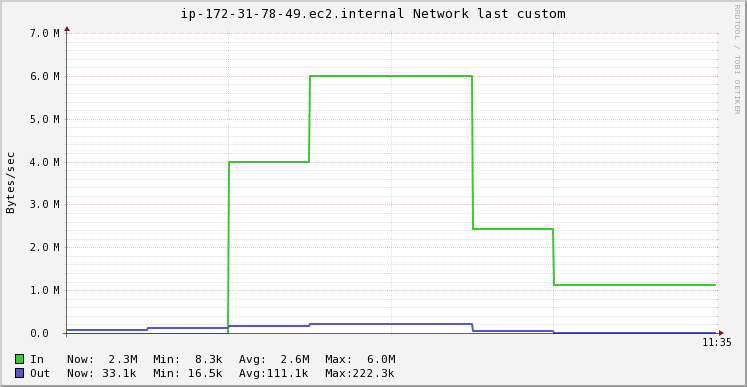 ip-172-31-78-49.ec2.internal Network last custom
RRDTOOL / TOBI OETIKER
Bytes/sec
7.0 M
6.0 M
5.0 M
4.0 M
3.0 M
2.0 M
1.0 M
0.0
11:35
In Now: 2.3M Min: 8.3k Avg: 2.6M Max: 6.0M
Out Now: 33.1k Min: 16.5k Avg:111.1k Max:222.3k